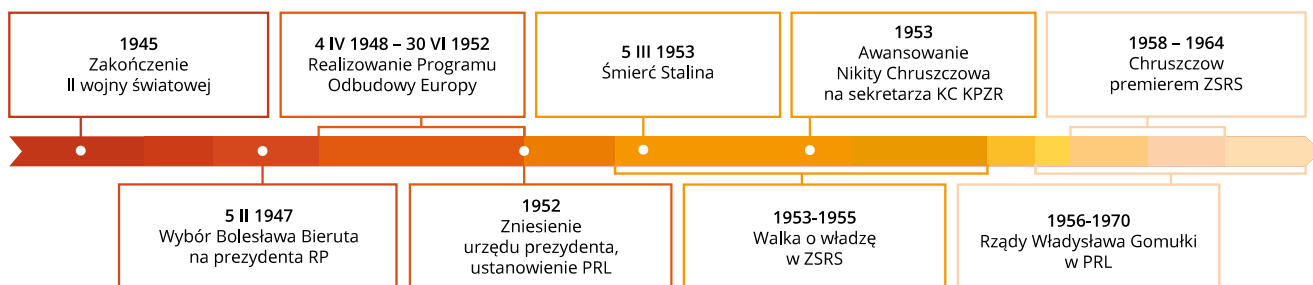 1945
Zakończenie
II wojny światowej
4 IV 1948 – 30 VI 1952
Realizowanie Programu
Odbudowy Europy
5 III 1953
Śmierć Stalina
1953
Awansowanie
Nikity Chruszczowa
na sekretarza KC KPZR
1958 – 1964
Chruszczow
premierem ZSRS
5 II 1947
Wybór Bolesława Bieruta
na prezydenta RP
1952
Zniesienie
urzędu prezydenta,
ustanowienie PRL
1953-1955
Walka o władzę
w ZSRS
1956-1970
Rządy Władysława Gomułki
w PRL